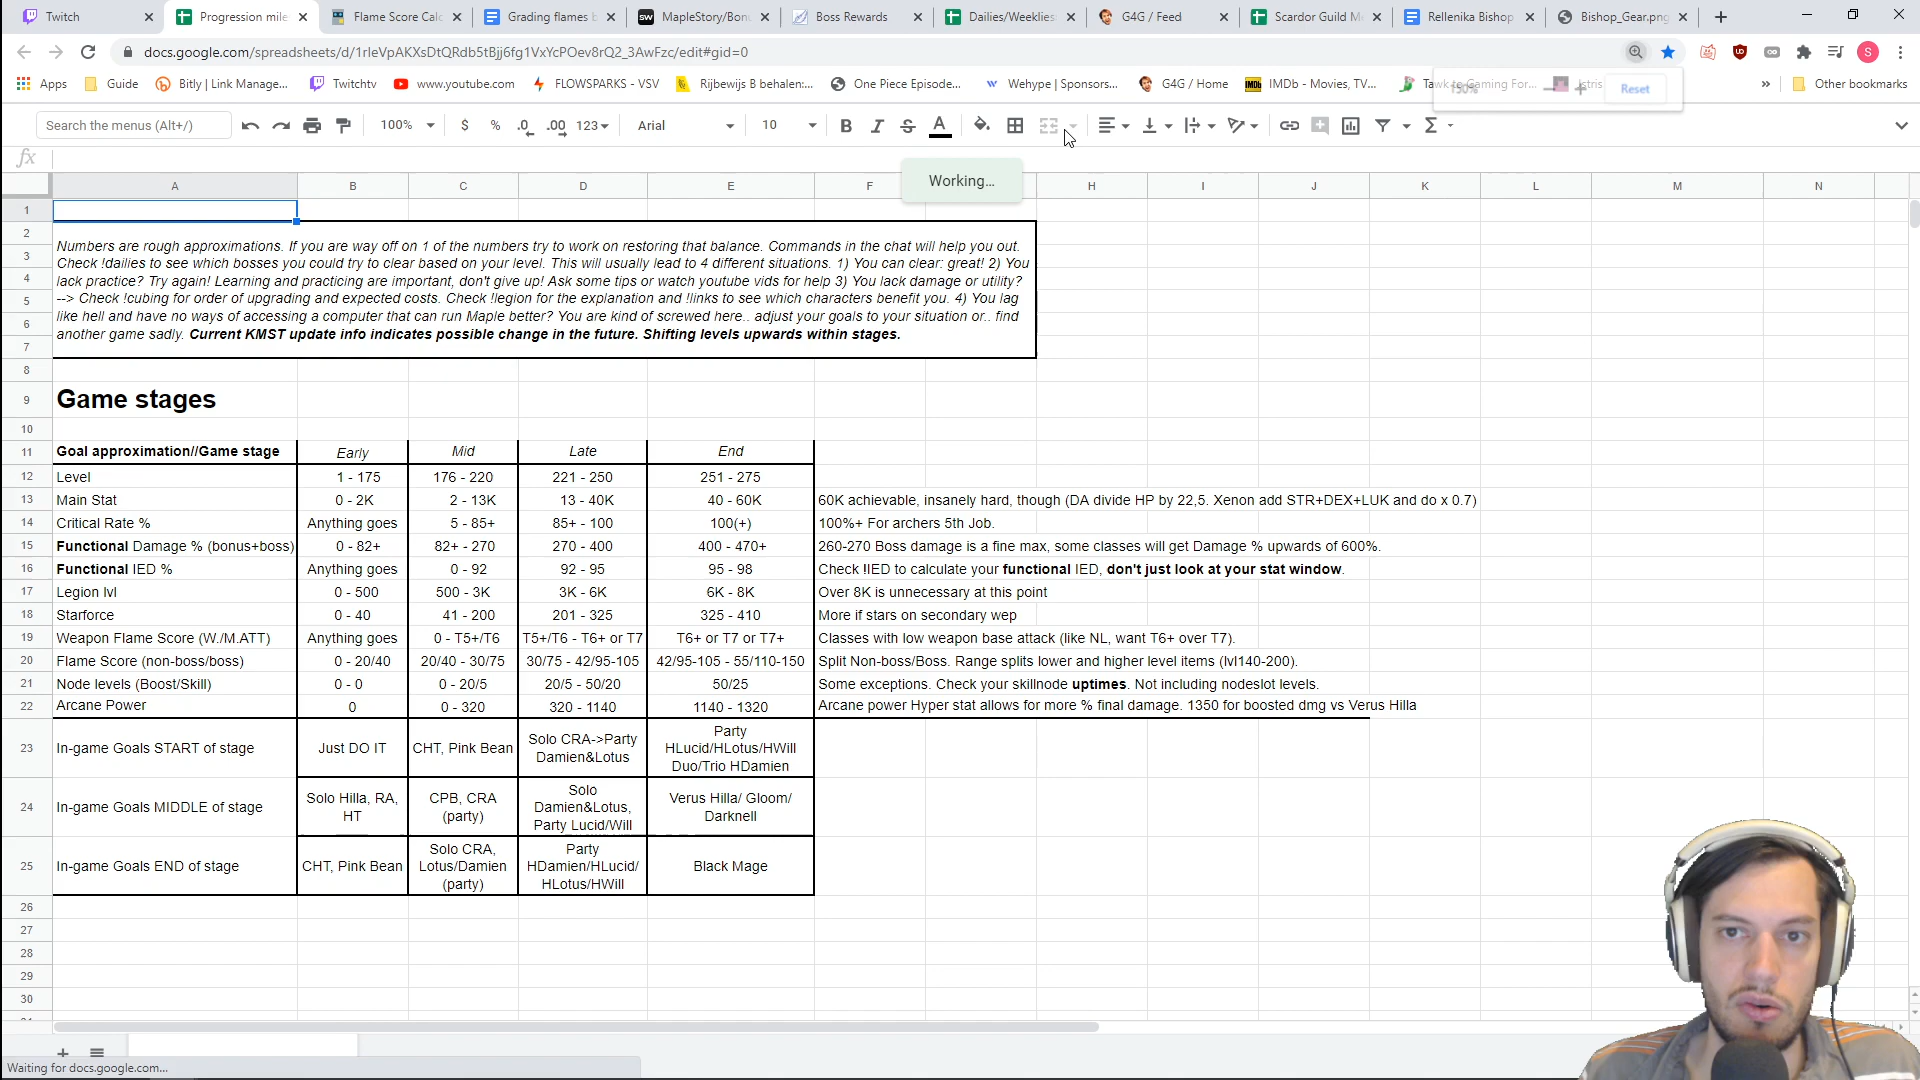 Twitch
Progression mile
Flame Score Calc
Grading flames b
MapleStory/Bonu
Boss Rewards
Dailies/Weeklies
G4G / Feed
Scardor Guild M
Rellenika Bishop
Bishop_Gear.png
docs.google.com/spreadsheets/d/1rIeVpAKXsDtQRdb5tBjj6fg1VxYcPOev8rQ2_3AwFzc/edit#gid=0
S
Apps
Guide
Bitly | Link Manage...
Twitchtv
www.youtube.com
FLOWSPARKS - VSV
Rijbewijs B behalen:...
One Piece Episode...
Wehype | Sponsors...
G4G / Home
IMDb - Movies, TV...
Reset
Other bookmarks
Search the menus (Alt+/)
100%
$ % .0 .00 123
Arial
10
B I S A
fx
Working...
A B C D E F H I J K L M N
1
2
Numbers are rough approximations. If you are way off on 1 of the numbers try to work on restoring that balance. Commands in the chat will help you out.
3
Check !dailies to see which bosses you could try to clear based on your level. This will usually lead to 4 different situations. 1) You can clear: great! 2) You
4
lack practice? Try again! Learning and practicing are important, don't give up! Ask some tips or watch youtube vids for help 3) You lack damage or utility?
5
--> Check !cubing for order of upgrading and expected costs. Check !legion for the explanation and !links to see which characters benefit you. 4) You lag
6
like hell and have no ways of accessing a computer that can run Maple better? You are kind of screwed here.. adjust your goals to your situation or.. find
7
another game sadly. Current KMST update info indicates possible change in the future. Shifting levels upwards within stages.
8
9 Game stages
10
11 Goal approximation//Game stage Early Mid Late End
12 Level 1 - 175 176 - 220 221 - 250 251 - 275
13 Main Stat 0 - 2K 2 - 13K 13 - 40K 40 - 60K 60K achievable, insanely hard, though (DA divide HP by 22,5. Xenon add STR+DEX+LUK and do x 0.7)
14 Critical Rate % Anything goes 5 - 85+ 85+ - 100 100(+) 100%+ For archers 5th Job.
15 Functional Damage % (bonus+boss) 0 - 82+ 82+ - 270 270 - 400 400 - 470+ 260-270 Boss damage is a fine max, some classes will get Damage % upwards of 600%.
16 Functional IED % Anything goes 0 - 92 92 - 95 95 - 98 Check !IED to calculate your functional IED, don't just look at your stat window.
17 Legion lvl 0 - 500 500 - 3K 3K - 6K 6K - 8K Over 8K is unnecessary at this point
18 Starforce 0 - 40 41 - 200 201 - 325 325 - 410 More if stars on secondary wep
19 Weapon Flame Score (W./M.ATT) Anything goes 0 - T5+/T6 T5+/T6 - T6+ or T7 T6+ or T7 or T7+ Classes with low weapon base attack (like NL, want T6+ over T7).
20 Flame Score (non-boss/boss) 0 - 20/40 20/40 - 30/75 30/75 - 42/95-105 42/95-105 - 55/110-150 Split Non-boss/Boss. Range splits lower and higher level items (lvl140-200).
21 Node levels (Boost/Skill) 0 - 0 0 - 20/5 20/5 - 50/20 50/25 Some exceptions. Check your skillnode uptimes. Not including nodeslot levels.
22 Arcane Power 0 0 - 320 320 - 1140 1140 - 1320 Arcane power Hyper stat allows for more % final damage. 1350 for boosted dmg vs Verus Hilla
23 In-game Goals START of stage Just DO IT CHT, Pink Bean
Solo CRA->Party
Damien&Lotus
Party
HLucid/HLotus/HWill
Duo/Trio HDamien
24 In-game Goals MIDDLE of stage
Solo Hilla, RA,
HT
CPB, CRA
(party)
Solo
Damien&Lotus,
Party Lucid/Will
Verus Hilla/ Gloom/
Darknell
25 In-game Goals END of stage CHT, Pink Bean
Solo CRA,
Lotus/Damien
(party)
Party
HDamien/HLucid/
HLotus/HWill
Black Mage
26
27
28
29
30
Waiting for docs.google.com...